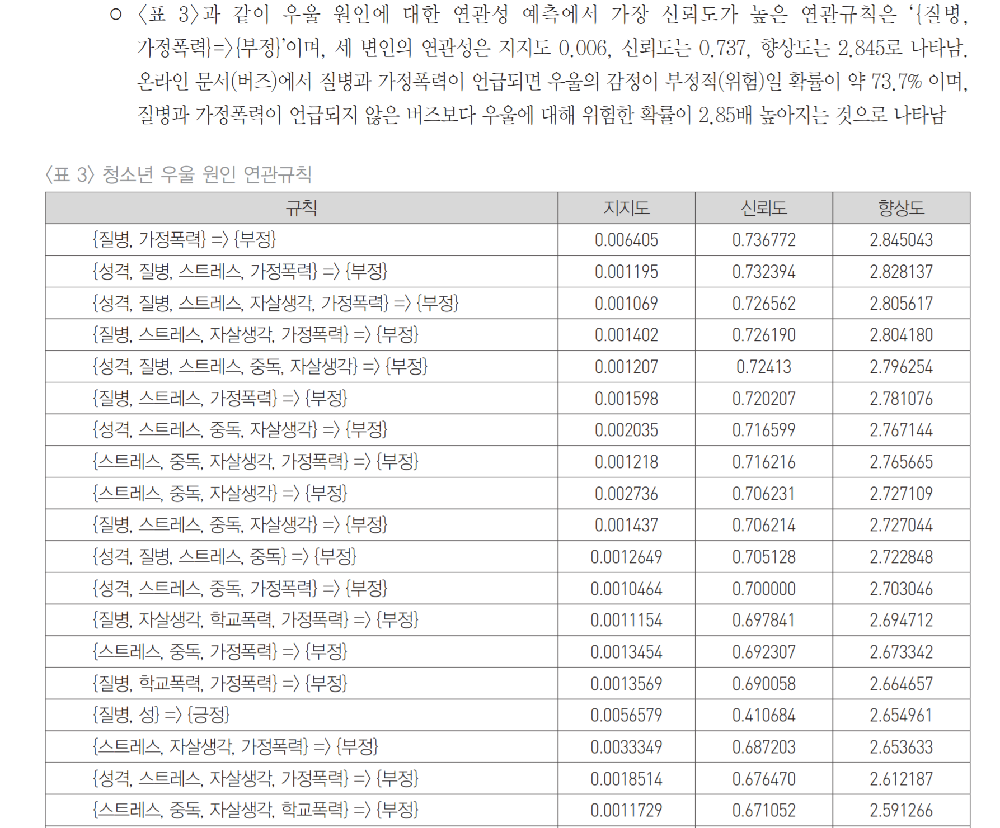 ○ 〈표 3〉과 같이 우울 원인에 대한 연관성 예측에서 가장 신뢰도가 높은 연관규칙은 ‘{질병,
가정폭력}=〉{부정}’이며, 세 변인의 연관성은 지지도 0.006, 신뢰도는 0.737, 향상도는 2.845로 나타남.
온라인 문서(버즈)에서 질병과 가정폭력이 언급되면 우울의 감정이 부정적(위험)일 확률이 약 73.7% 이며,
질병과 가정폭력이 언급되지 않은 버즈보다 우울에 대해 위험한 확률이 2.85배 높아지는 것으로 나타남
〈표 3〉 청소년 우울 원인 연관규칙
규칙 지지도 신뢰도 향상도
{질병, 가정폭력} =〉 {부정} 0.006405 0.736772 2.845043
{성격, 질병, 스트레스, 가정폭력} =〉 {부정} 0.001195 0.732394 2.828137
{성격, 질병, 스트레스, 자살생각, 가정폭력} =〉 {부정} 0.001069 0.726562 2.805617
{질병, 스트레스, 자살생각, 가정폭력} =〉 {부정} 0.001402 0.726190 2.804180
{성격, 질병, 스트레스, 중독, 자살생각} =〉 {부정} 0.001207 0.72413 2.796254
{질병, 스트레스, 가정폭력} =〉 {부정} 0.001598 0.720207 2.781076
{성격, 스트레스, 중독, 자살생각} =〉 {부정} 0.002035 0.716599 2.767144
{스트레스, 중독, 자살생각, 가정폭력} =〉 {부정} 0.001218 0.716216 2.765665
{스트레스, 중독, 자살생각} =〉 {부정} 0.002736 0.706231 2.727109
{질병, 스트레스, 중독, 자살생각} =〉 {부정} 0.001437 0.706214 2.727044
{성격, 질병, 스트레스, 중독} =〉 {부정} 0.0012649 0.705128 2.722848
{성격, 스트레스, 중독, 가정폭력} =〉 {부정} 0.0010464 0.700000 2.703046
{질병, 자살생각, 학교폭력, 가정폭력} =〉 {부정} 0.0011154 0.697841 2.694712
{스트레스, 중독, 가정폭력} =〉 {부정} 0.0013454 0.692307 2.673342
{질병, 학교폭력, 가정폭력} =〉 {부정} 0.0013569 0.690058 2.664657
{질병, 성} =〉 {긍정} 0.0056579 0.410684 2.654961
{스트레스, 자살생각, 가정폭력} =〉 {부정} 0.0033349 0.687203 2.653633
{성격, 스트레스, 자살생각, 가정폭력} =〉 {부정} 0.0018514 0.676470 2.612187
{스트레스, 중독, 자살생각, 학교폭력} =〉 {부정} 0.0011729 0.671052 2.591266